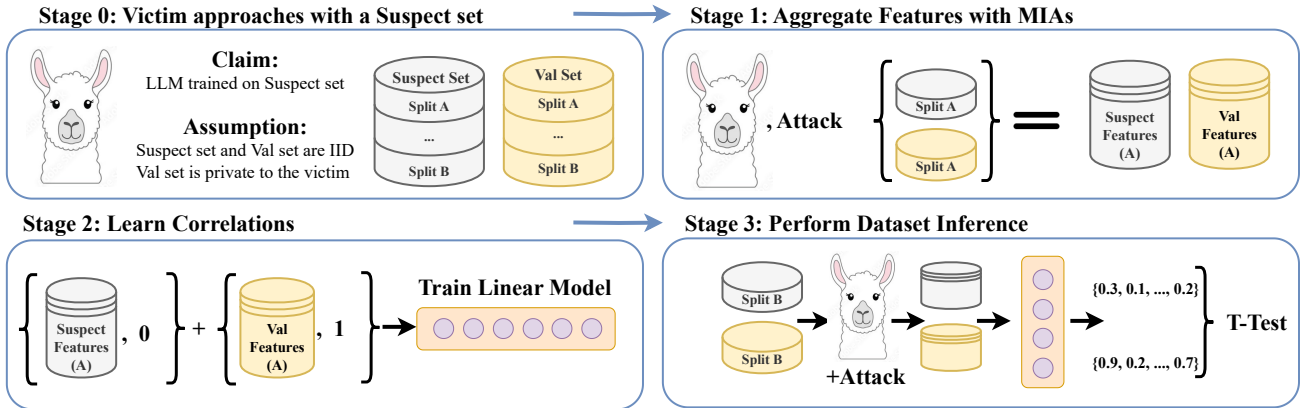 Stage 0: Victim approaches with a Suspect set
Claim:
LLM trained on Suspect set
Assumption:
Suspect set and Val set are IID
Val set is private to the victim
Suspect Set
Split A
...
Split B
Val Set
Split A
...
Split B
Stage 1: Aggregate Features with MIAs
, Attack
{
Split A
Split A
}
=
Suspect
Features
(A)
Val
Features
(A)
Stage 2: Learn Correlations
{
Suspect
Features
(A)
, 0
}
+
{
Val
Features
(A)
, 1
}
Train Linear Model
Stage 3: Perform Dataset Inference
Split B
Split B
+Attack
{0.3, 0.1, ..., 0.2}
{0.9, 0.2, ..., 0.7}
}
T-Test